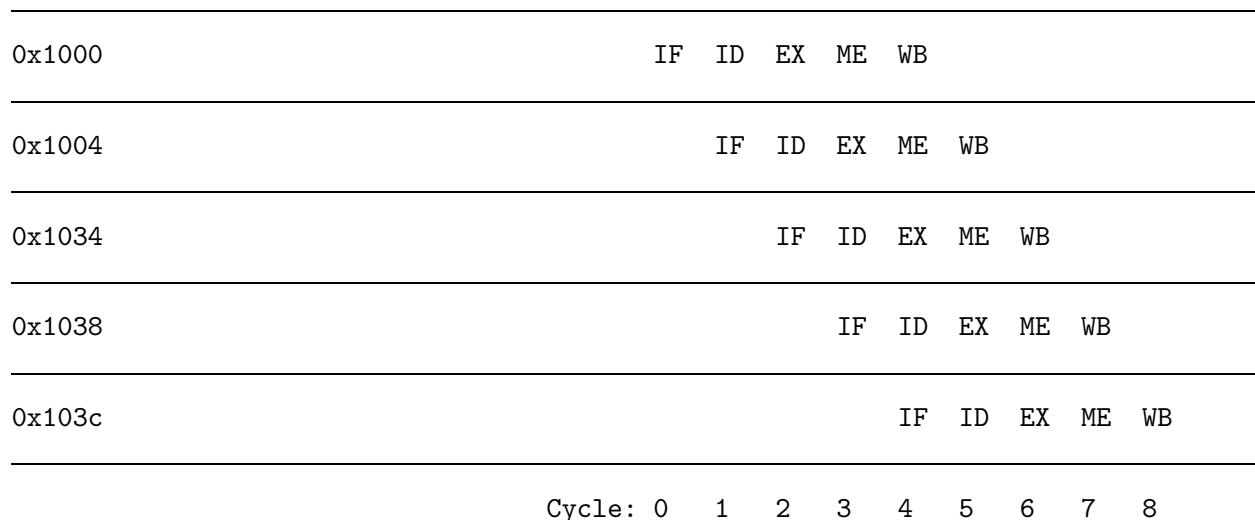 0x1000 IF ID EX ME WB
0x1004 IF ID EX ME WB
0x1034 IF ID EX ME WB
0x1038 IF ID EX ME WB
0x103c IF ID EX ME WB
Cycle: 0 1 2 3 4 5 6 7 8